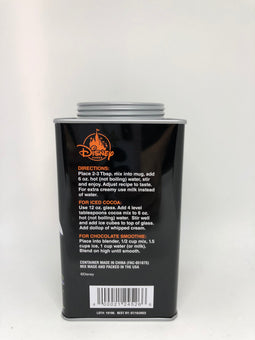 Disney
STORE
DIRECTIONS:
Place 2-3 Tbsp. mix into mug, add
6 oz. hot (not boiling) water, stir
and enjoy. Adjust recipe to taste.
For extra creamy use milk instead
of water.
FOR ICED COCOA:
Use 12 oz. glass. Add 4 level
tablespoons cocoa mix to 6 oz.
hot (not boiling) water. Stir well
and add ice cubes to top of glass.
Add dollop of whipped cream.
FOR CHOCOLATE SMOOTHIE:
Place into blender, 1/2 cup mix, 1.5
cups ice, 1 cup water (or milk).
Blend on high until smooth.
CONTAINER MADE IN CHINA (FAC-051875)
MIX MADE AND PACKED IN THE USA
©Disney